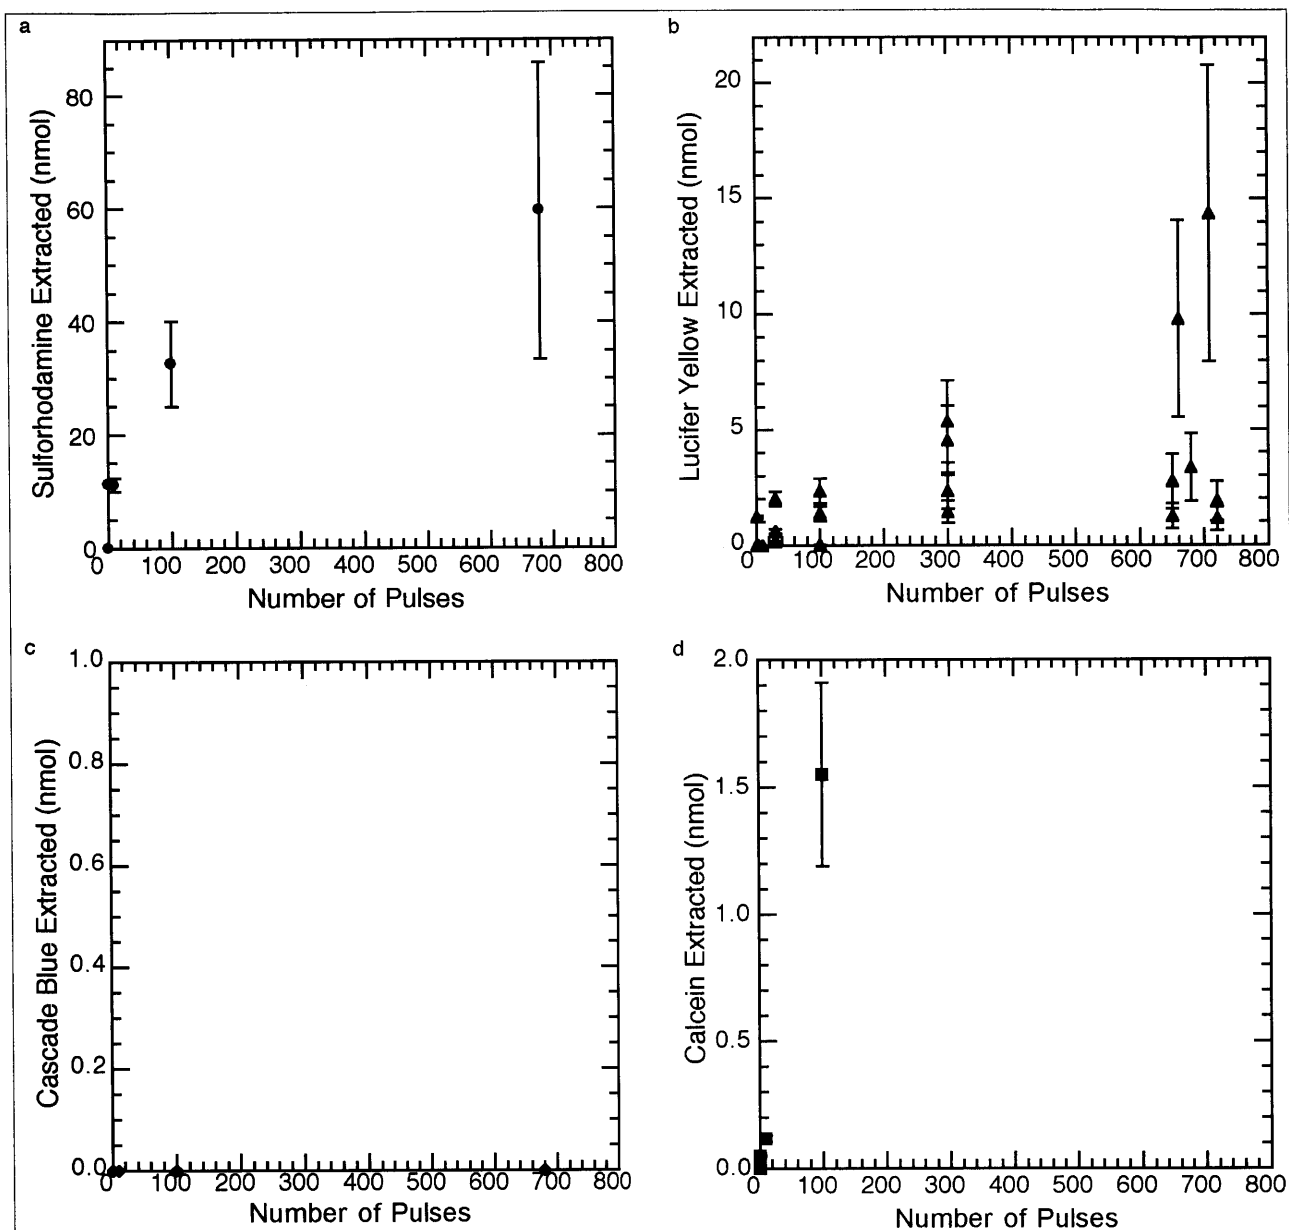 a
Sulforhodamine Extracted (nmol)
80
60
40
20
0
0 100 200 300 400 500 600 700 800
Number of Pulses
b
Lucifer Yellow Extracted (nmol)
20
15
10
5
0
0 100 200 300 400 500 600 700 800
Number of Pulses
c
Cascade Blue Extracted (nmol)
1.0
0.8
0.6
0.4
0.2
0.0
0 100 200 300 400 500 600 700 800
Number of Pulses
d
Calcein Extracted (nmol)
2.0
1.5
1.0
0.5
0.0
0 100 200 300 400 500 600 700 800
Number of Pulses